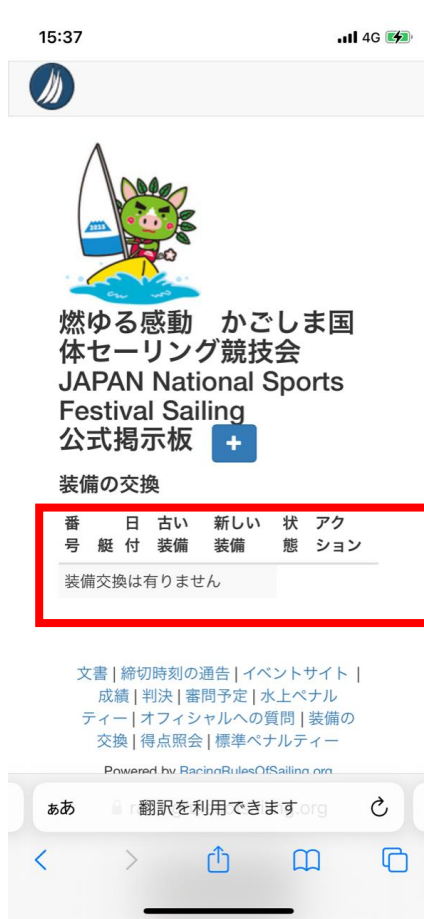 15:37
4G
2023
燃ゆる感動　かごしま国
体セーリング競技会
JAPAN National Sports
Festival Sailing
公式掲示板 +
装備の交換
番号 艇 日付 古い装備 新しい装備 状態 アクション
装備交換は有りません
文書 | 締切時刻の通告 | イベントサイト |
成績 | 判決 | 審問予定 | 水上ペナル
ティー | オフィシャルへの質問 | 装備の
交換 | 得点照会 | 標準ペナルティー
Powered by RacingRulesOfSailing.org
ぁあ 翻訳を利用できます